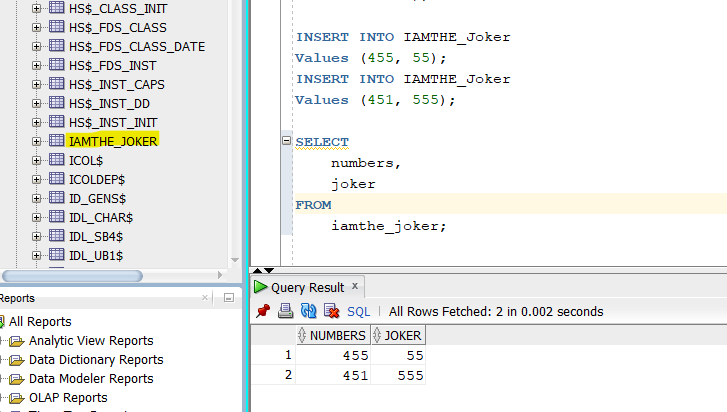 HS$_CLASS_INIT
HS$_FDS_CLASS
HS$_FDS_CLASS_DATE
HS$_FDS_INST
HS$_INST_CAPS
HS$_INST_DD
HS$_INST_INIT
IAMTHE_JOKER
ICOL$
ICOLDEP$
ID_GENS$
IDL_CHAR$
IDL_SB4$
IDL_UB1$
Reports
All Reports
Analytic View Reports
Data Dictionary Reports
Data Modeler Reports
OLAP Reports
INSERT INTO IAMTHE_Joker
Values (455, 55);
INSERT INTO IAMTHE_Joker
Values (451, 555);
SELECT
numbers,
joker
FROM
iamthe_joker;
Query Result x
SQL | All Rows Fetched: 2 in 0.002 seconds
NUMBERS JOKER
1 455 55
2 451 555